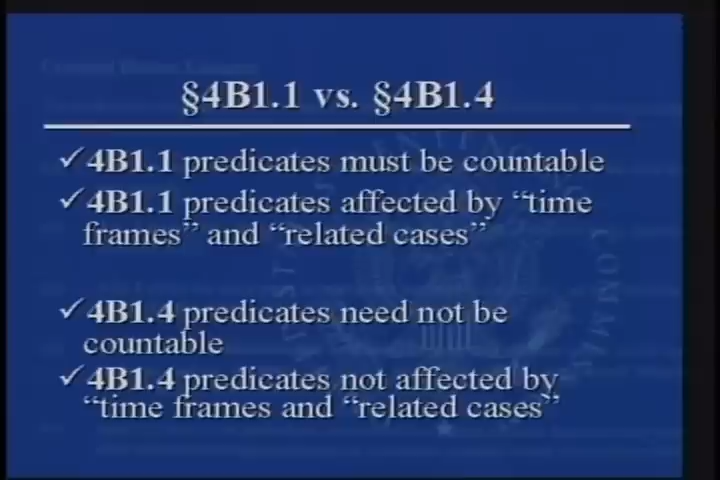 §4B1.1 vs. §4B1.4
✓ 4B1.1 predicates must be countable
✓ 4B1.1 predicates affected by “time
frames” and “related cases”
✓ 4B1.4 predicates need not be
countable
✓ 4B1.4 predicates not affected by
“time frames and “related cases”